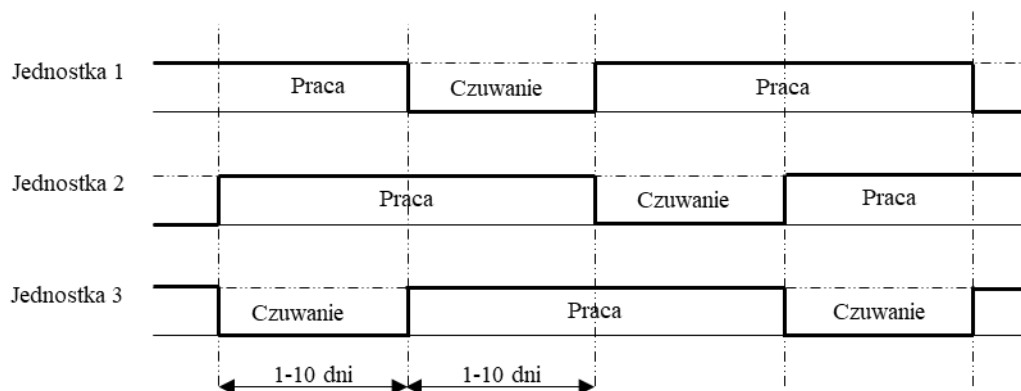 Jednostka 1
Praca
Czuwanie
Praca
Jednostka 2
Praca
Czuwanie
Praca
Jednostka 3
Czuwanie
Praca
Czuwanie
1-10 dni
1-10 dni